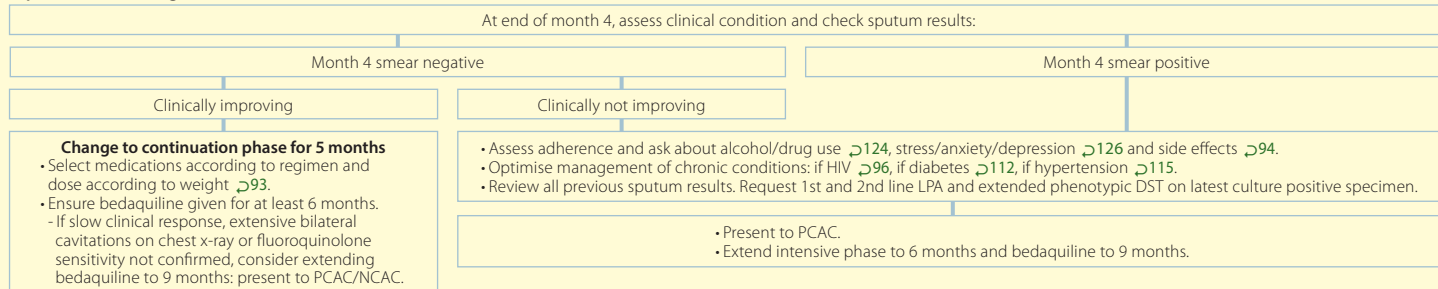 At end of month 4, assess clinical condition and check sputum results:
Month 4 smear negative
Month 4 smear positive
Clinically improving
Clinically not improving
Change to continuation phase for 5 months
• Select medications according to regimen and
dose according to weight ⮌93.
• Ensure bedaquiline given for at least 6 months.
- If slow clinical response, extensive bilateral
cavitations on chest x-ray or fluoroquinolone
sensitivity not confirmed, consider extending
bedaquiline to 9 months: present to PCAC/NCAC.
• Assess adherence and ask about alcohol/drug use ⮌124, stress/anxiety/depression ⮌126 and side effects ⮌94.
• Optimise management of chronic conditions: if HIV ⮌96, if diabetes ⮌112, if hypertension ⮌115.
• Review all previous sputum results. Request 1st and 2nd line LPA and extended phenotypic DST on latest culture positive specimen.
• Present to PCAC.
• Extend intensive phase to 6 months and bedaquiline to 9 months.